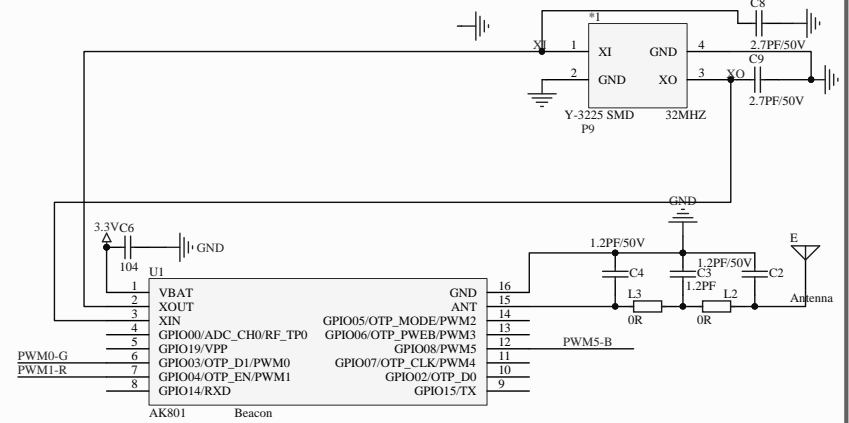 C8
*1
2.7PF/50V
XI
1 XI GND 4
C9
2 GND XO 3 XO
2.7PF/50V
Y-3225 SMD 32MHZ
P9
GND
3.3V C6
GND
104
1.2PF/50V
E
1.2PF/50V
C4 C3 C2
1.2PF
L3 L2 Antenna
0R 0R
U1
1 VBAT GND 16
2 XOUT ANT 15
3 XIN GPIO05/OTP_MODE/PWM2 14
4 GPIO00/ADC_CH0/RF_TP0 GPIO06/OTP_PWEB/PWM3 13
5 GPIO19/VPP GPIO08/PWM5 12 PWM5-B
PWM0-G 6 GPIO03/OTP_D1/PWM0 GPIO07/OTP_CLK/PWM4 11
PWM1-R 7 GPIO04/OTP_EN/PWM1 GPIO02/OTP_D0 10
8 GPIO14/RXD GPIO15/TX 9
AK801 Beacon